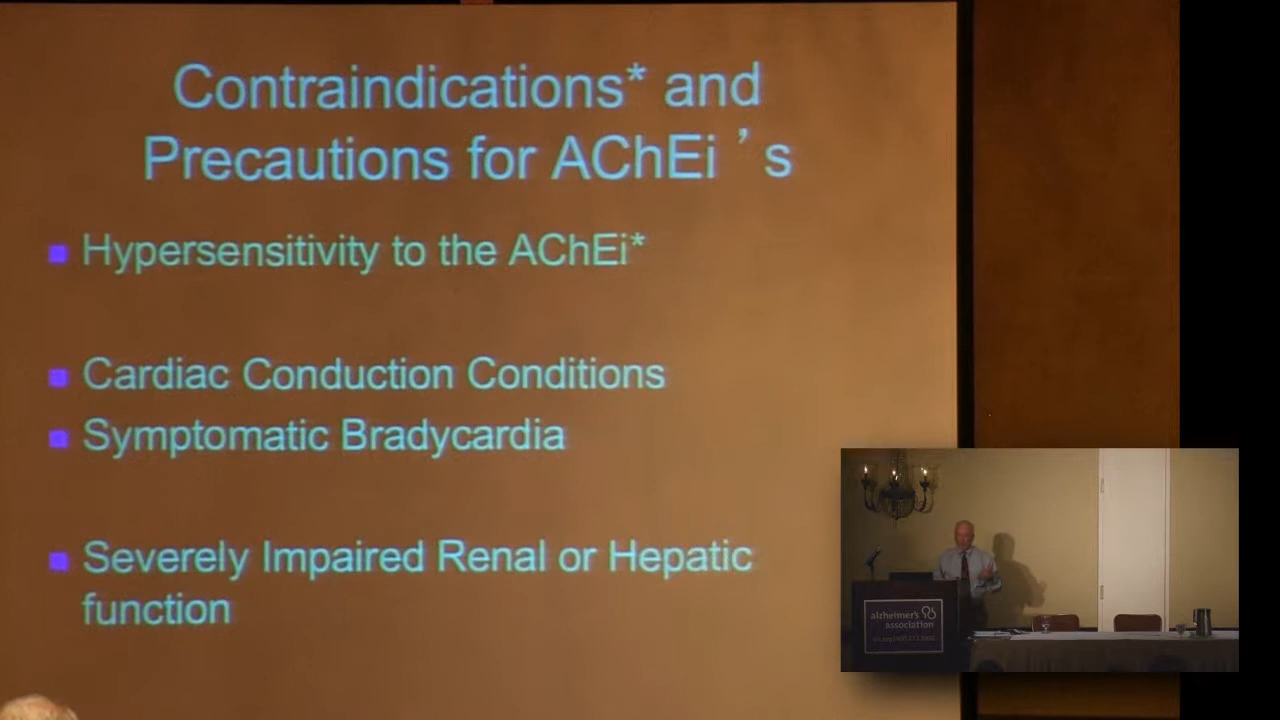 Contraindications* and
Precautions for AChEi ’s
Hypersensitivity to the AChEi*
Cardiac Conduction Conditions
Symptomatic Bradycardia
Severely Impaired Renal or Hepatic
function
alzheimer's
association